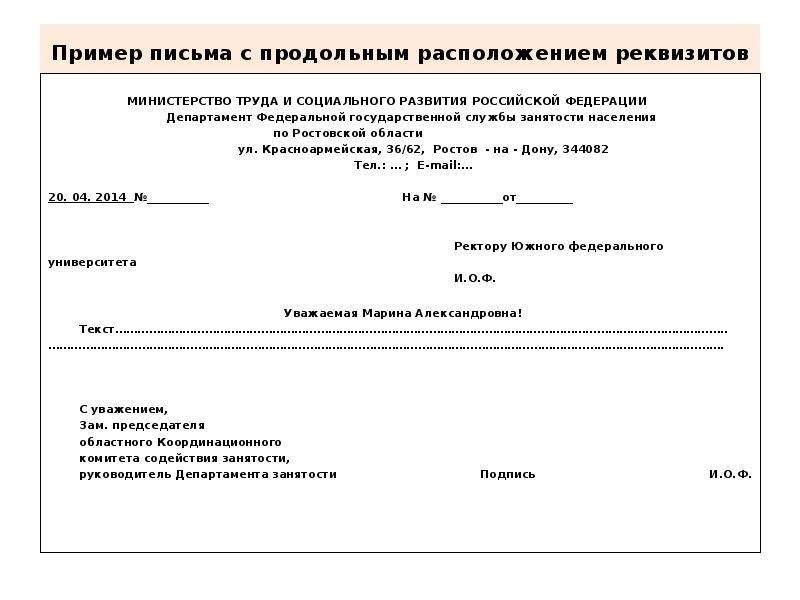 Пример письма с продольным расположением реквизитов
МИНИСТЕРСТВО ТРУДА И СОЦИАЛЬНОГО РАЗВИТИЯ РОССИЙСКОЙ ФЕДЕРАЦИИ
Департамент Федеральной государственной службы занятости населения
по Ростовской области
ул. Красноармейская, 36/62, Ростов - на - Дону, 344082
Тел.: ... ; E-mail:...
20. 04. 2014 №__________ На № __________от_________
Ректору Южного федерального
университета
И.О.Ф.
Уважаемая Марина Александровна!
Текст………………………………………………………………………………………………………………………………………………
………………………………………………………………………………………………………………………………………………………………
С уважением,
Зам. председателя
областного Координационного
комитета содействия занятости,
руководитель Департамента занятости Подпись И.О.Ф.